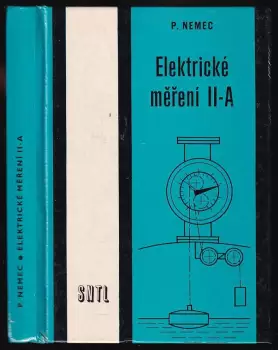 P. NEMEC ● ELEKTRICKÉ MĚŘENÍ II-A
SNTL
P. NEMEC
Elektrické
měření II-A